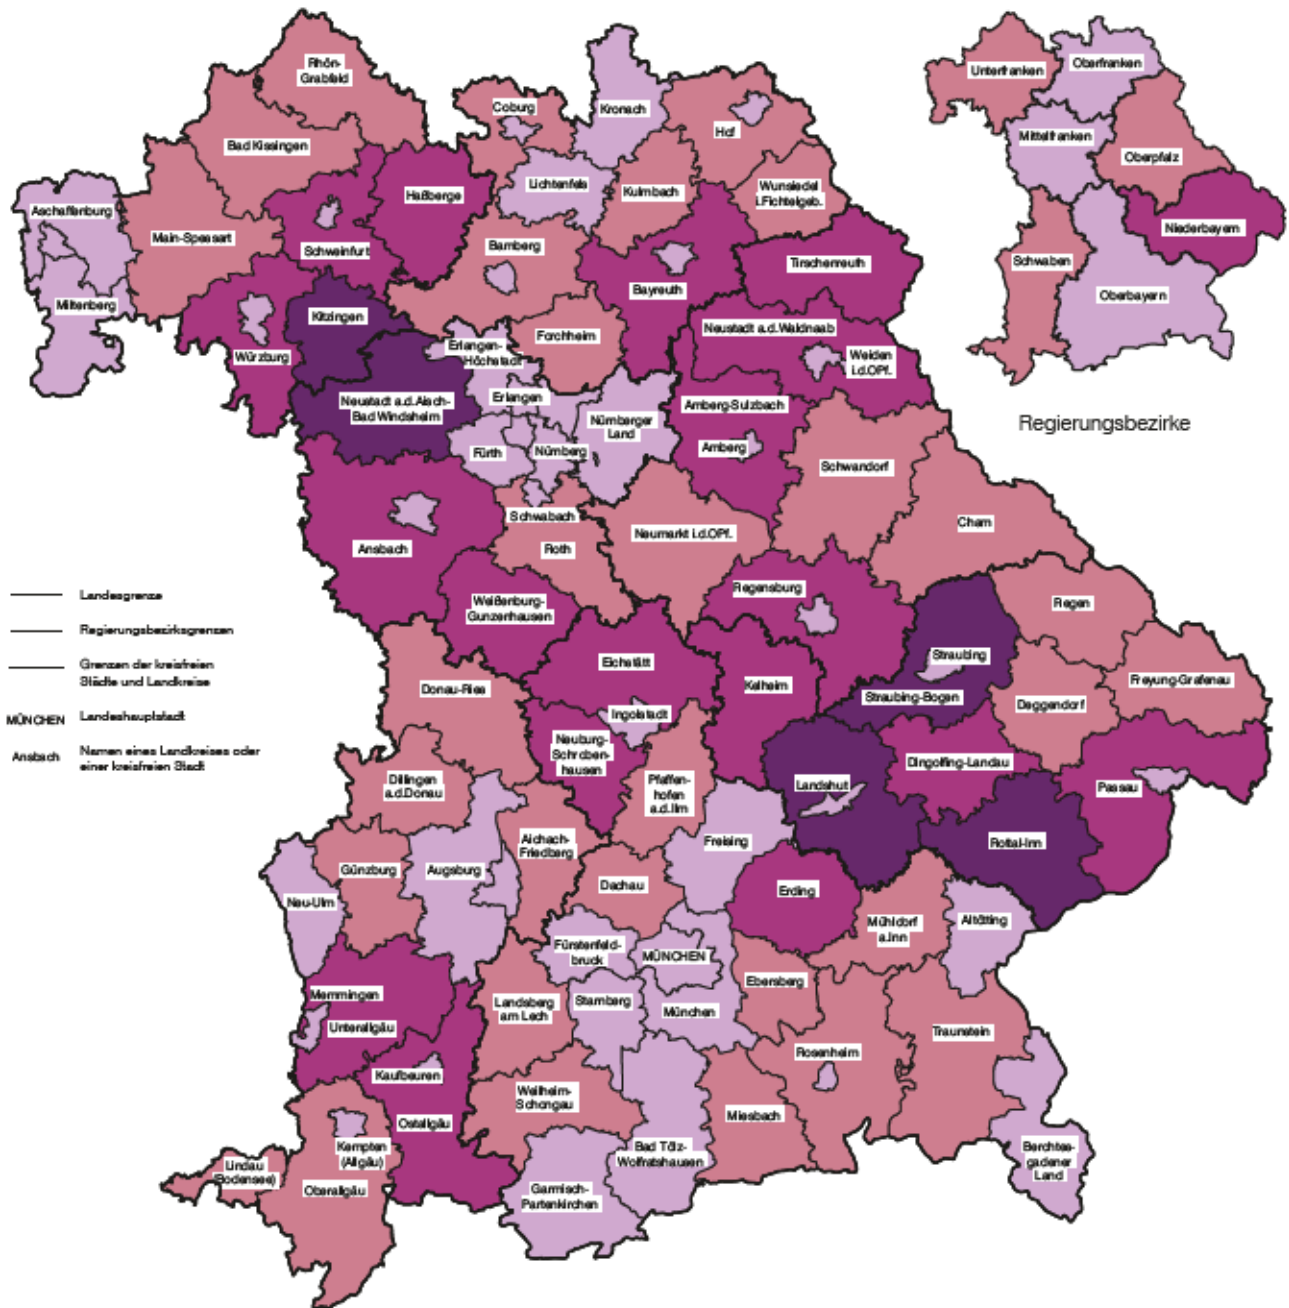 Rhön-
Grabfeld
Coburg
Kronach
Hof
Bad Kissingen
Lichtenfels
Kulmbach
Wunsiedel
i.Fichtelgeb.
Haßberge
Aschaffenburg
Main-Spessart
Schweinfurt
Bamberg
Tirschenreuth
Bayreuth
Miltenberg
Kitzingen
Neustadt a.d.Waldnaab
Forchheim
Erlangen-
Höchstadt
Würzburg
Weiden
i.d.OPf.
Neustadt a.d.Aisch-
Bad Windsheim
Erlangen
Amberg-Sulzbach
Nürnberger
Land
Fürth
Nürnberg
Amberg
Schwandorf
Schwabach
Cham
Neumarkt i.d.OPf.
Ansbach
Roth
Regensburg
Weißenburg-
Gunzenhausen
Regen
Eichstätt
Straubing
Donau-Ries
Kelheim
Straubing-Bogen
Freyung-Grafenau
Deggendorf
Ingolstadt
Neuburg-
Schroben-
hausen
Dingolfing-Landau
Dillingen
a.d.Donau
Pfaffen-
hofen
a.d.Ilm
Landshut
Passau
Aichach-
Friedberg
Freising
Rottal-Inn
Günzburg
Augsburg
Dachau
Erding
Neu-Ulm
Mühldorf
a.Inn
Altötting
Fürstenfeld-
bruck
MÜNCHEN
Ebersberg
Memmingen
Landsberg
am Lech
Starnberg
München
Unterallgäu
Traunstein
Rosenheim
Kaufbeuren
Weilheim-
Schongau
Miesbach
Ostallgäu
Kempten
(Allgäu)
Bad Tölz-
Wolfratshausen
Berchtes-
gadener
Land
Lindau
(Bodensee)
Oberallgäu
Garmisch-
Partenkirchen
Unterfranken
Oberfranken
Mittelfranken
Oberpfalz
Niederbayern
Schwaben
Oberbayern
Regierungsbezirke
Landesgrenze
Regierungsbezirksgrenzen
Grenzen der kreisfreien
Städte und Landkreise
MÜNCHEN Landeshauptstadt
Ansbach Namen eines Landkreises oder
einer kreisfreien Stadt